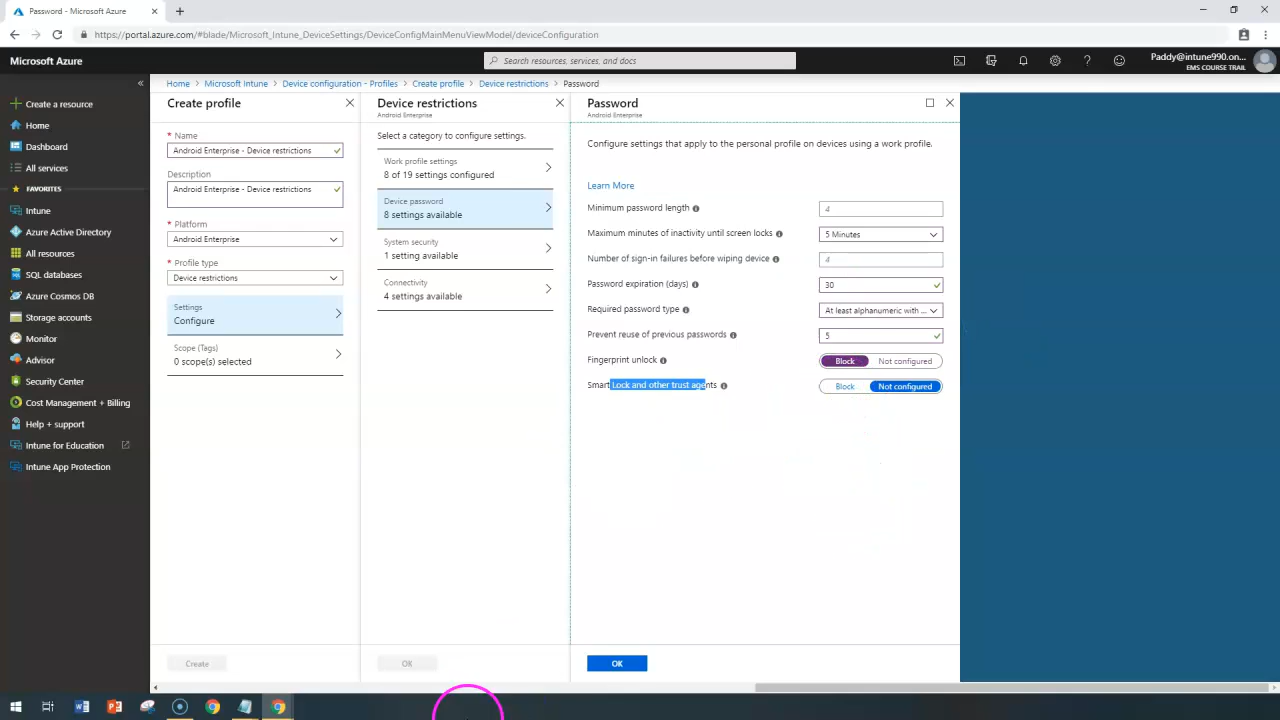 Password - Microsoft Azure
https://portal.azure.com/#blade/Microsoft_Intune_DeviceSettings/DeviceConfigMainMenuViewModel/deviceConfiguration
Microsoft Azure
Search resources, services, and docs
Paddy@intune990.on...
EMS COURSE TRAIL
Home > Microsoft Intune > Device configuration - Profiles > Create profile > Device restrictions > Password
Create a resource
Home
Dashboard
All services
FAVORITES
Intune
Azure Active Directory
All resources
SQL databases
Azure Cosmos DB
Storage accounts
Monitor
Advisor
Security Center
Cost Management + Billing
Help + support
Intune for Education
Intune App Protection
Create profile
* Name
Android Enterprise - Device restrictions
Description
Android Enterprise - Device restrictions
* Platform
Android Enterprise
* Profile type
Device restrictions
Settings
Configure
Scope (Tags)
0 scope(s) selected
Create
Device restrictions
Android Enterprise
Select a category to configure settings.
Work profile settings
8 of 19 settings configured
Device password
8 settings available
System security
1 setting available
Connectivity
4 settings available
OK
Password
Android Enterprise
Configure settings that apply to the personal profile on devices using a work profile.
Learn More
Minimum password length 4
Maximum minutes of inactivity until screen locks 5 Minutes
Number of sign-in failures before wiping device 4
Password expiration (days) 30
Required password type At least alphanumeric with ...
Prevent reuse of previous passwords 5
Fingerprint unlock Block Not configured
Smart Lock and other trust agents Block Not configured
OK